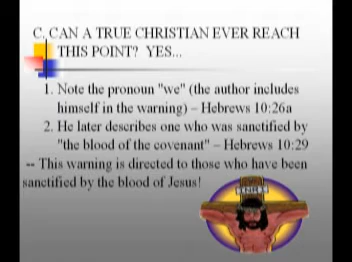 C. CAN A TRUE CHRISTIAN EVER REACH
THIS POINT? YES...
1. Note the pronoun "we" (the author includes
himself in the warning) – Hebrews 10:26a
2. He later describes one who was sanctified by
"the blood of the covenant" – Hebrews 10:29
-- This warning is directed to those who have been
sanctified by the blood of Jesus!